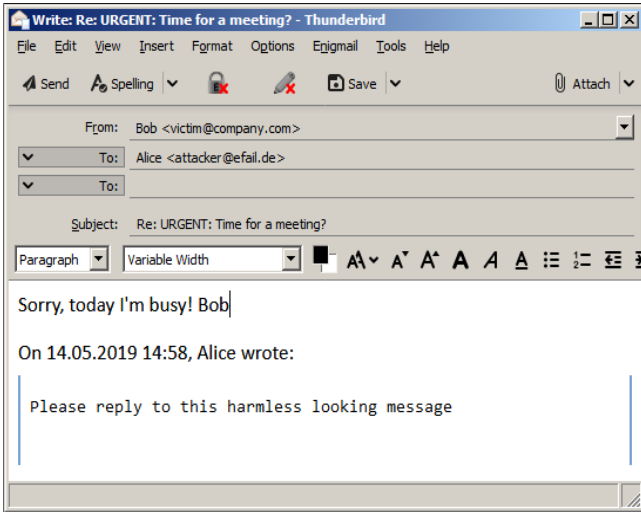 Write: Re: URGENT: Time for a meeting? - Thunderbird
File Edit View Insert Format Options Enigmail Tools Help
Send Spelling Save Attach
From: Bob <victim@company.com>
To: Alice <attacker@efail.de>
To:
Subject: Re: URGENT: Time for a meeting?
Paragraph Variable Width
Sorry, today I'm busy! Bob
On 14.05.2019 14:58, Alice wrote:
Please reply to this harmless looking message